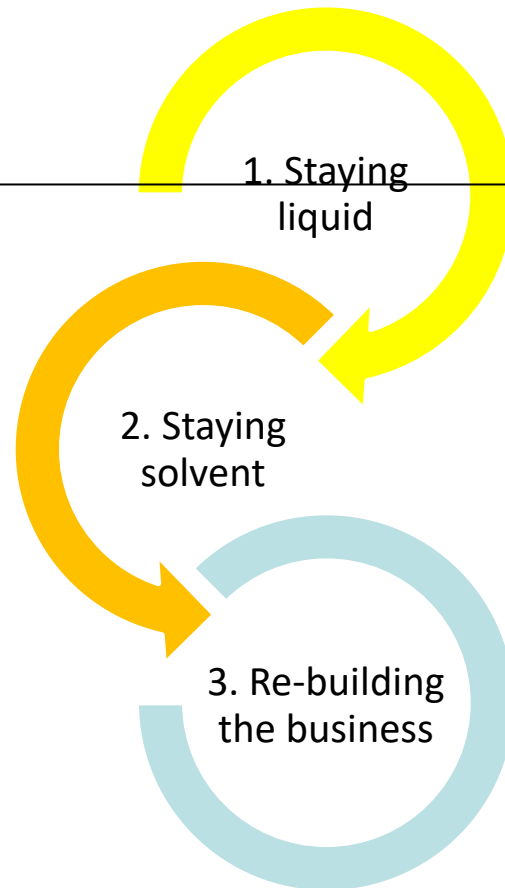 1. Staying
liquid
2. Staying
solvent
3. Re-building
the business